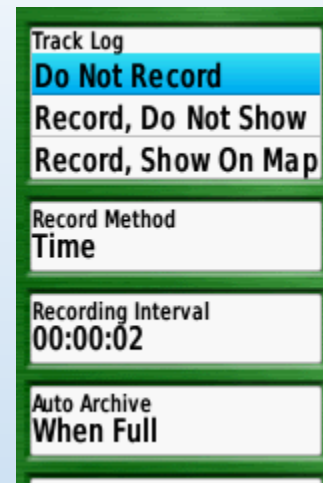 Track Log
Do Not Record
Record, Do Not Show
Record, Show On Map
Record Method
Time
Recording Interval
00:00:02
Auto Archive
When Full